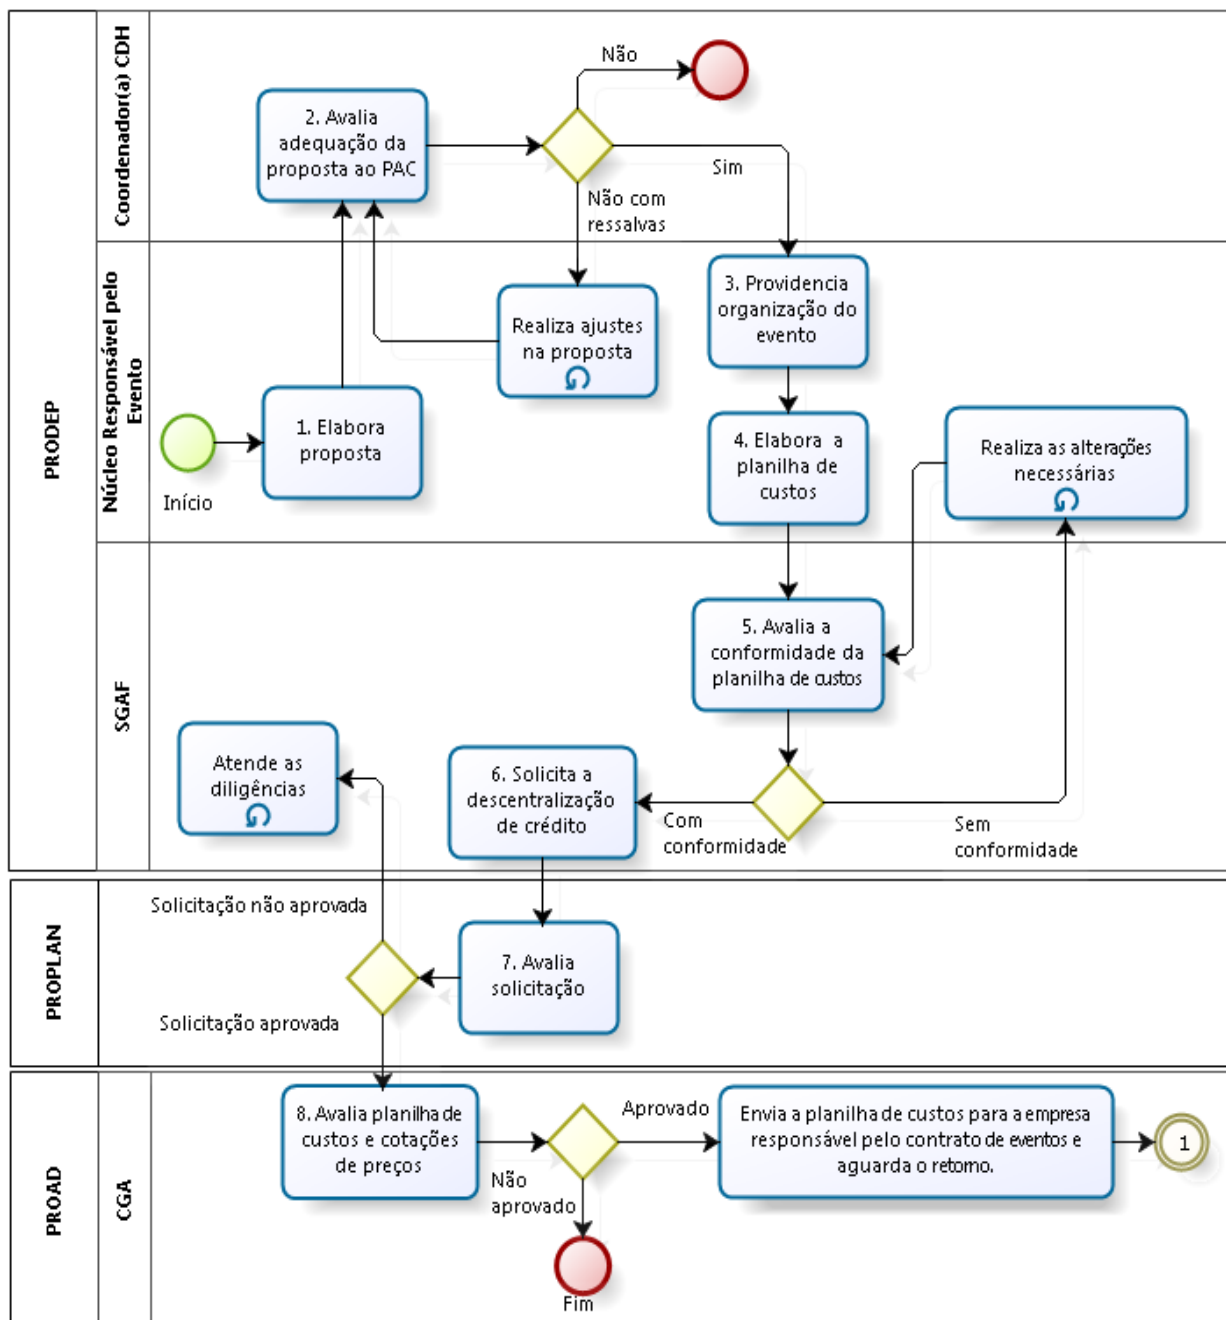 PRODEP
Coordenador(a) CDH
2. Avalia
adequação da
proposta ao PAC
Não
Sim
Não com
ressalvas
Núcleo Responsável pelo
Evento
Início
1. Elabora
proposta
Realiza ajustes
na proposta
3. Providencia
organização do
evento
4. Elabora a
planilha de
custos
Realiza as alterações
necessárias
SGAF
5. Avalia a
conformidade da
planilha de custos
Com
conformidade
Sem
conformidade
6. Solicita a
descentralização
de crédito
Atende as
diligências
PROPLAN
Solicitação não aprovada
7. Avalia
solicitação
Solicitação aprovada
PROAD
CGA
8. Avalia planilha de
custos e cotações
de preços
Aprovado
Não
aprovado
Fim
Envia a planilha de custos para a empresa
responsável pelo contrato de eventos e
aguarda o retorno.
1